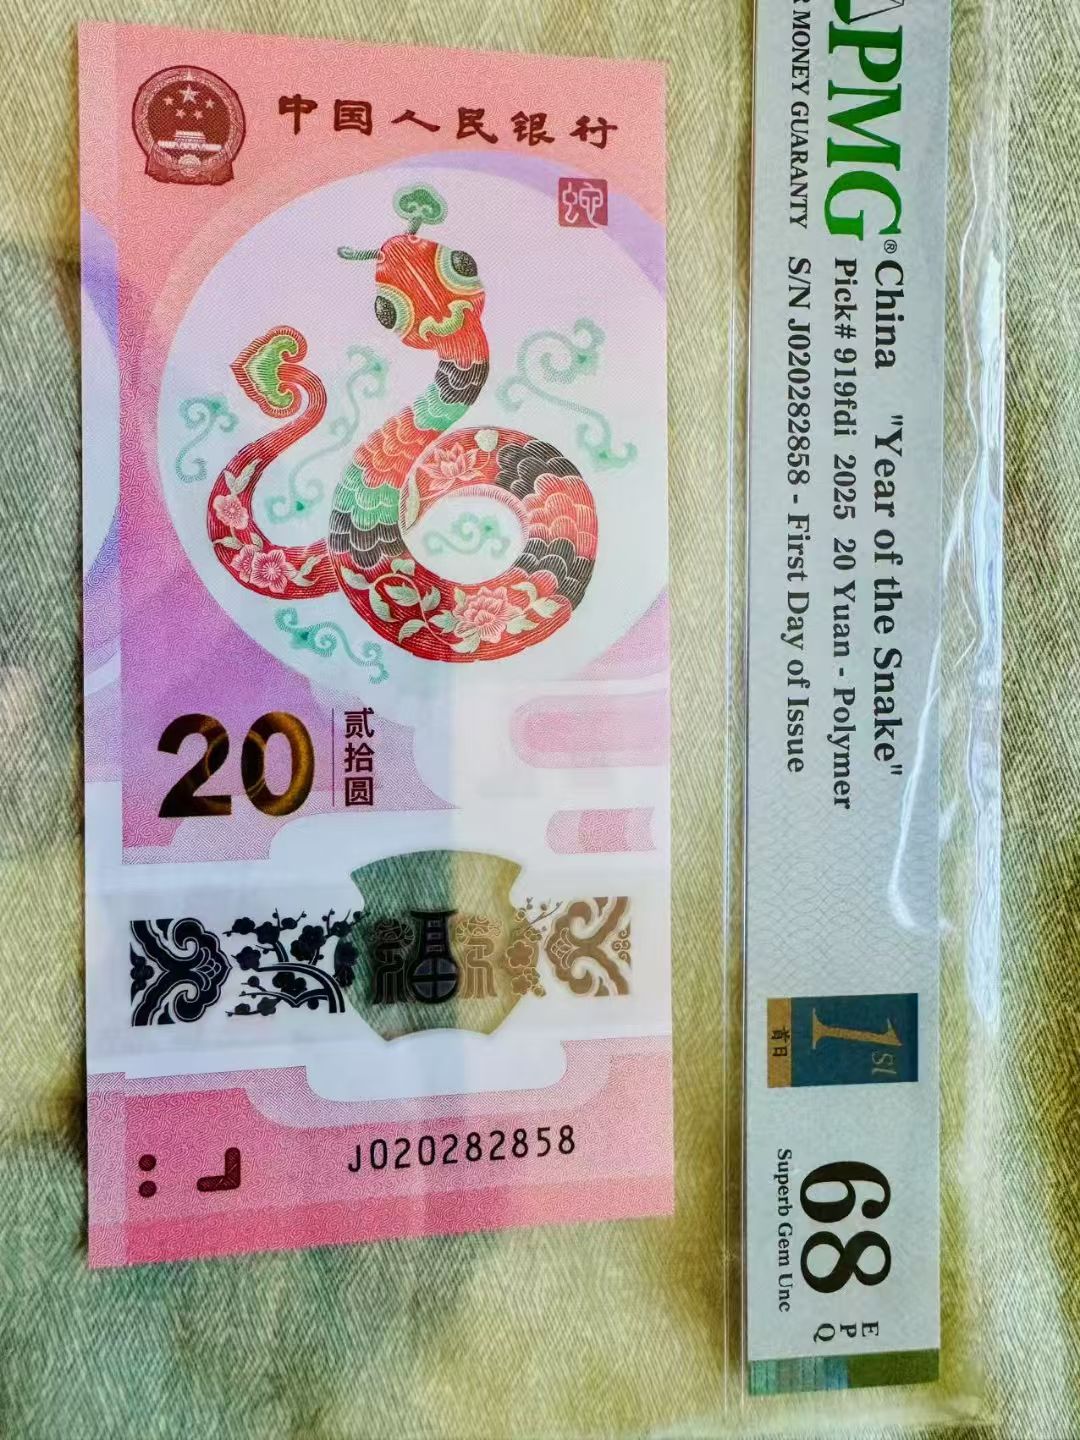 中国人民银行
蛇
20
贰拾圆
福
J020282858
PMG
MONEY GUARANTY
®
China "Year of the Snake"
Pick# 919fdi 2025 20 Yuan - Polymer
S/N J020282858 - First Day of Issue
1st
首日
68 EPQ
Superb Gem Unc